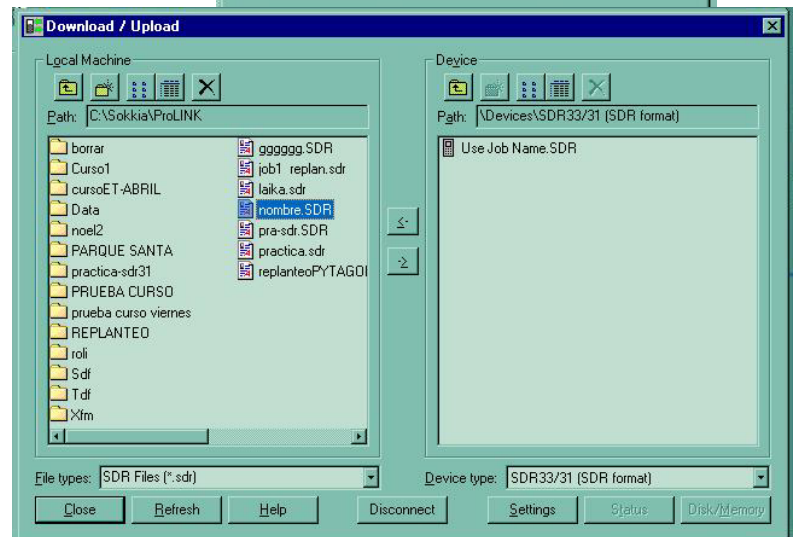 Download / Upload
Local Machine
Path: C:\Sokkia\ProLINK
borrar
Curso1
cursoET-ABRIL
Data
noel2
PARQUE SANTA
practica-sdr31
PRUEBA CURSO
prueba curso viernes
REPLANTEO
roli
Sdf
Tdf
Xfm
gggggg.SDR
job1 replan.sdr
laika.sdr
nombre.SDR
pra-sdr.SDR
practica.sdr
replanteoPYTAGO
File types: SDR Files (*.sdr)
<-
->
Device
Path: \Devices\SDR33/31 (SDR format)
Use Job Name.SDR
Device type: SDR33/31 (SDR format)
Close Refresh Help Disconnect Settings Status Disk/Memory